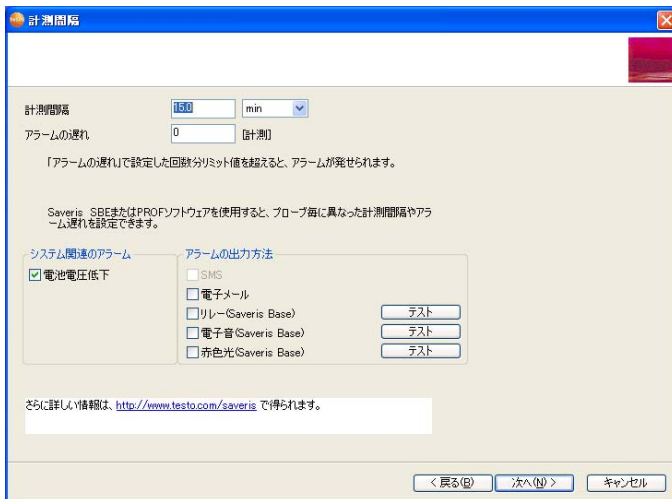 計測間隔
計測間隔 15.0 min
アラームの遅れ 0 [計測]
「アラームの遅れ」で設定した回数分リミット値を超えると、アラームが発せられます。
Saveris SBEまたはPROFソフトウェアを使用すると、プローブ毎に異なった計測間隔やアラ
ーム遅れを設定できます。
システム関連のアラーム
電池電圧低下
アラームの出力方法
SMS
電子メール
リレー(Saveris Base) テスト
電子音(Saveris Base) テスト
赤色光(Saveris Base) テスト
さらに詳しい情報は、http://www.testo.com/saveris で得られます。
< 戻る(B) 次へ(N) > キャンセル